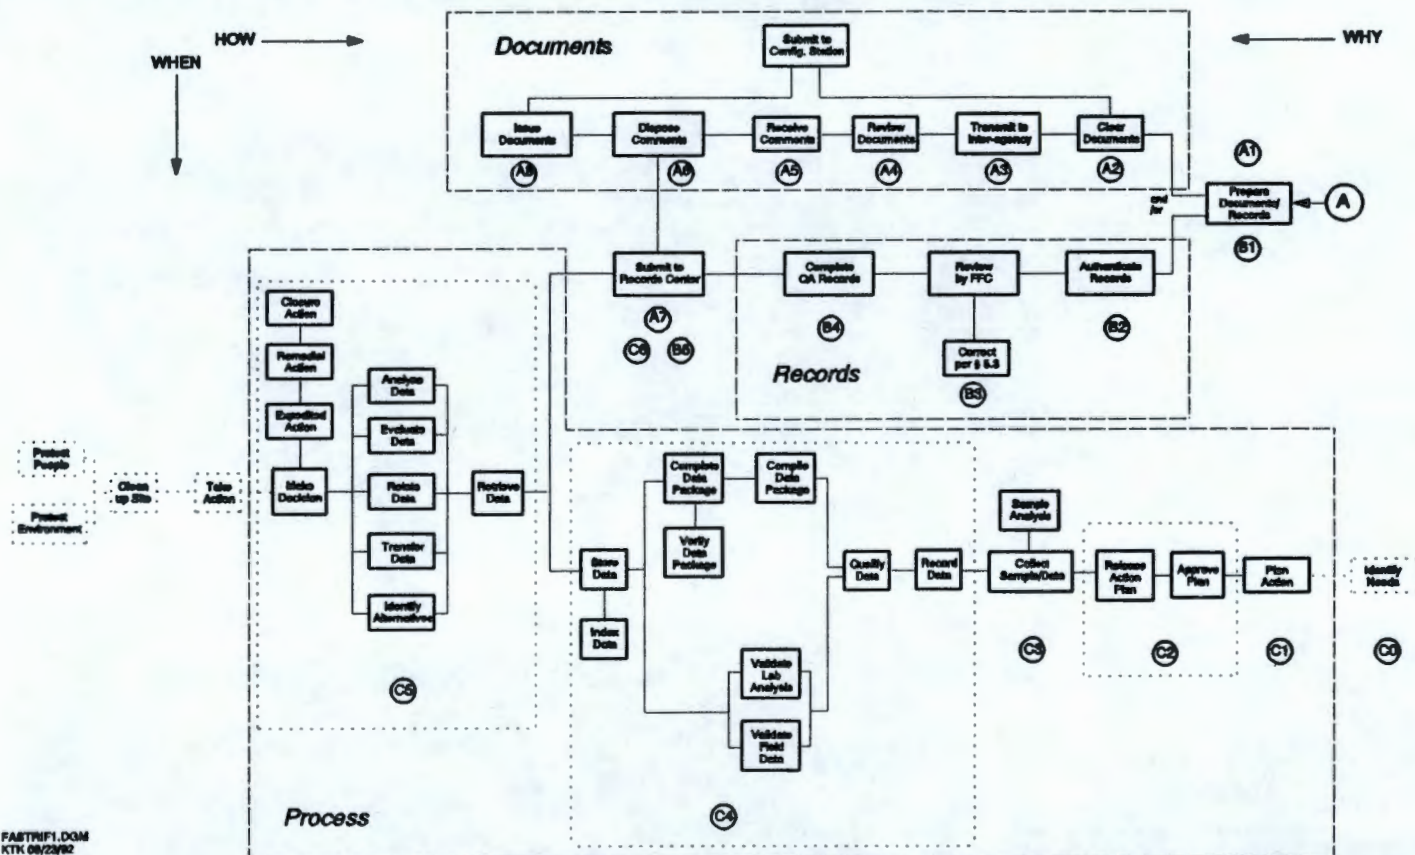 HOW
WHEN
WHY
Documents
Submit to
Config. Station
Issue
Documents
Dispose
Comments
Receive
Comments
Review
Documents
Transmit to
Inter-agency
Clear
Documents
A6
A5
A4
A3
A2
A1
and
/or
Prepare
Documents/
Records
A
B1
Submit to
Records Center
A7
C6
B5
Complete
QA Records
B4
Review
by FFC
Correct
per § 5.3
B3
Authenticate
Records
B2
Records
Closure
Action
Remedial
Action
Expedited
Action
Make
Decision
Analyze
Data
Evaluate
Data
Relate
Data
Transfer
Data
Identify
Alternatives
Retrieve
Data
C5
Protect
People
Protect
Environment
Clean
up Site
Take
Action
Store
Data
Index
Data
Complete
Data
Package
Compile
Data
Package
Verify
Data
Package
Validate
Lab
Analysis
Validate
Field
Data
Qualify
Data
Record
Data
C4
Sample
Analysis
Collect
Sample/Data
C3
Release
Action
Plan
Approve
Plan
C2
Plan
Action
C1
Identify
Needs
C0
Process
FASTRIF1.DGM